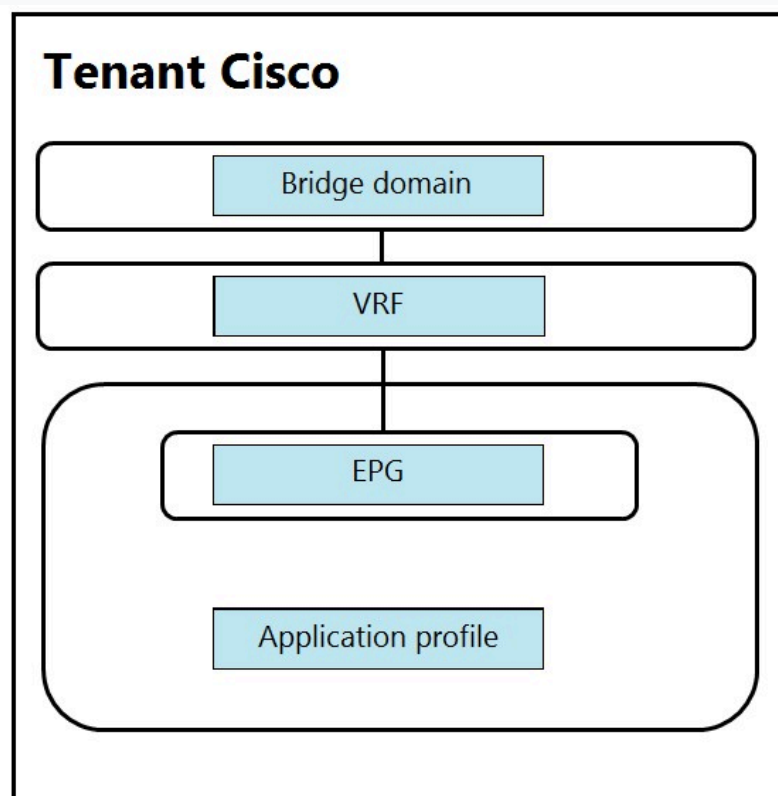 Tenant Cisco
Bridge domain
VRF
EPG
Application profile